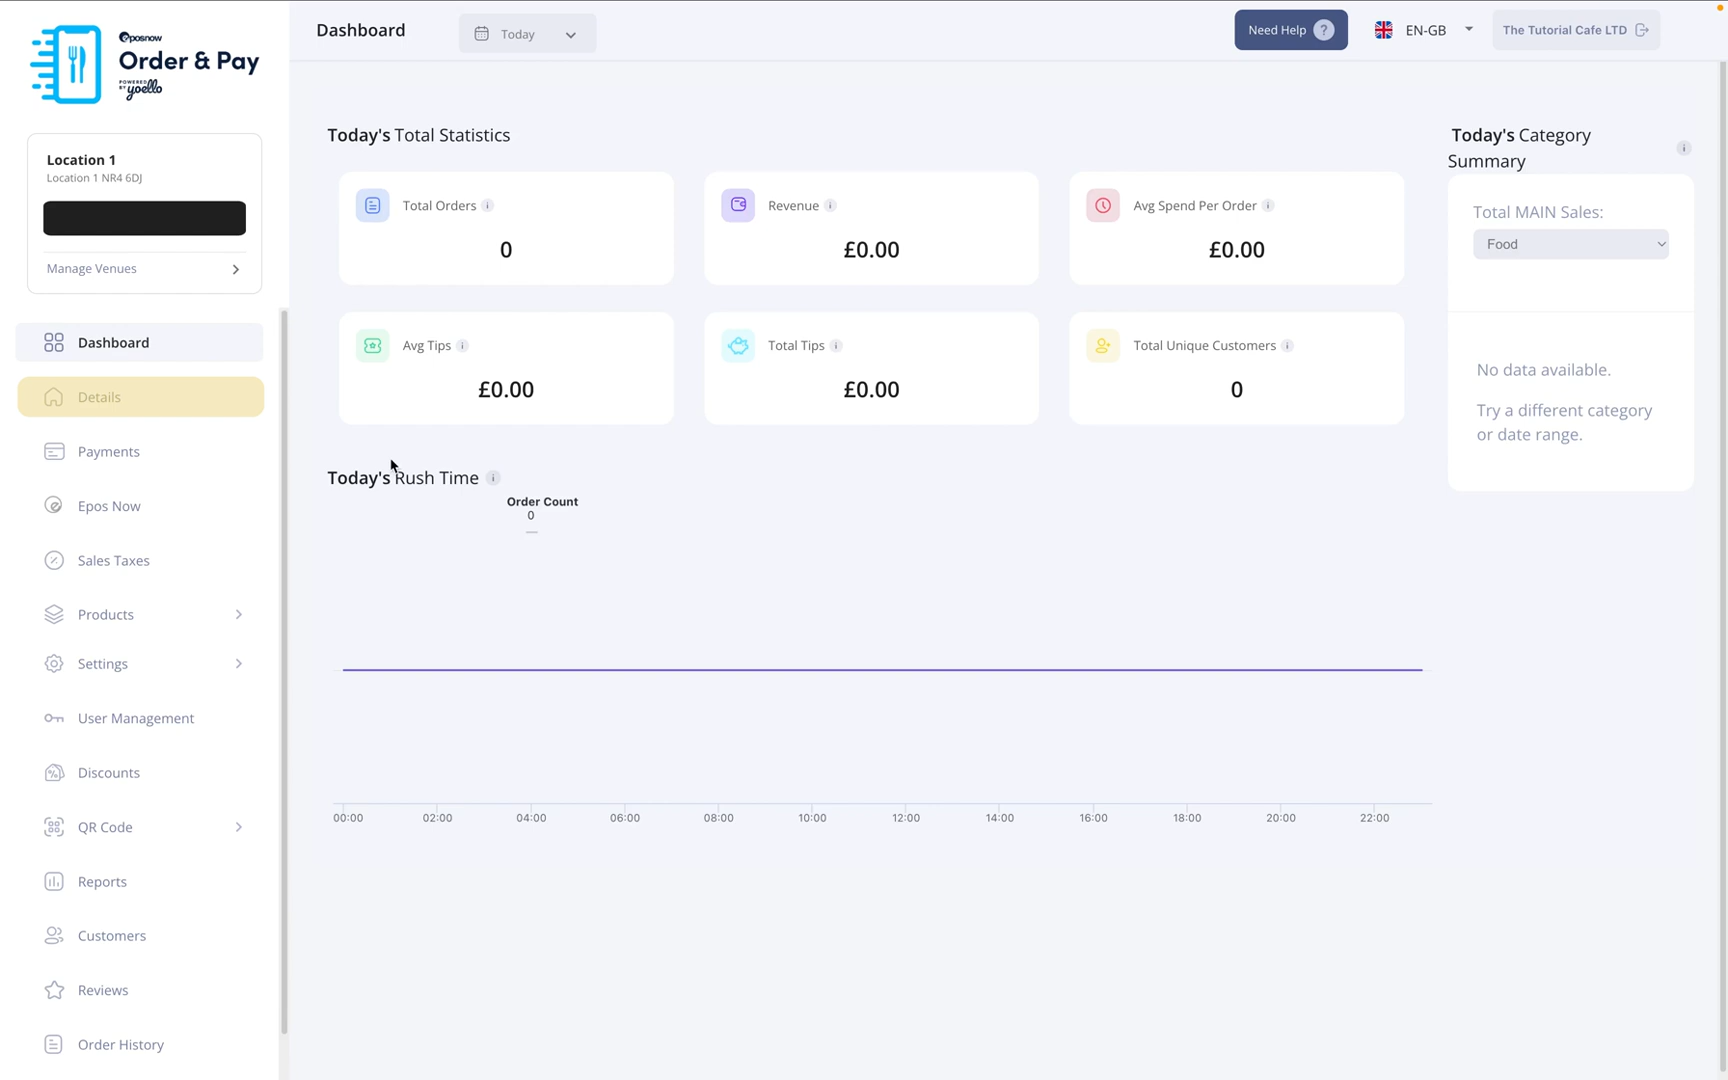 eposnow
Order & Pay
POWERED BY yoello
Location 1
Location 1 NR4 6DJ
Manage Venues
Dashboard
Details
Payments
Epos Now
Sales Taxes
Products
Settings
User Management
Discounts
QR Code
Reports
Customers
Reviews
Order History
Dashboard
Today
Need Help ?
EN-GB
The Tutorial Cafe LTD
Today's Total Statistics
Total Orders i
0
Revenue i
£0.00
Avg Spend Per Order i
£0.00
Avg Tips i
£0.00
Total Tips i
£0.00
Total Unique Customers i
0
Today's Rush Time i
Order Count
0
00:00 02:00 04:00 06:00 08:00 10:00 12:00 14:00 16:00 18:00 20:00 22:00
Today's Category
Summary i
Total MAIN Sales:
Food
No data available.
Try a different category
or date range.